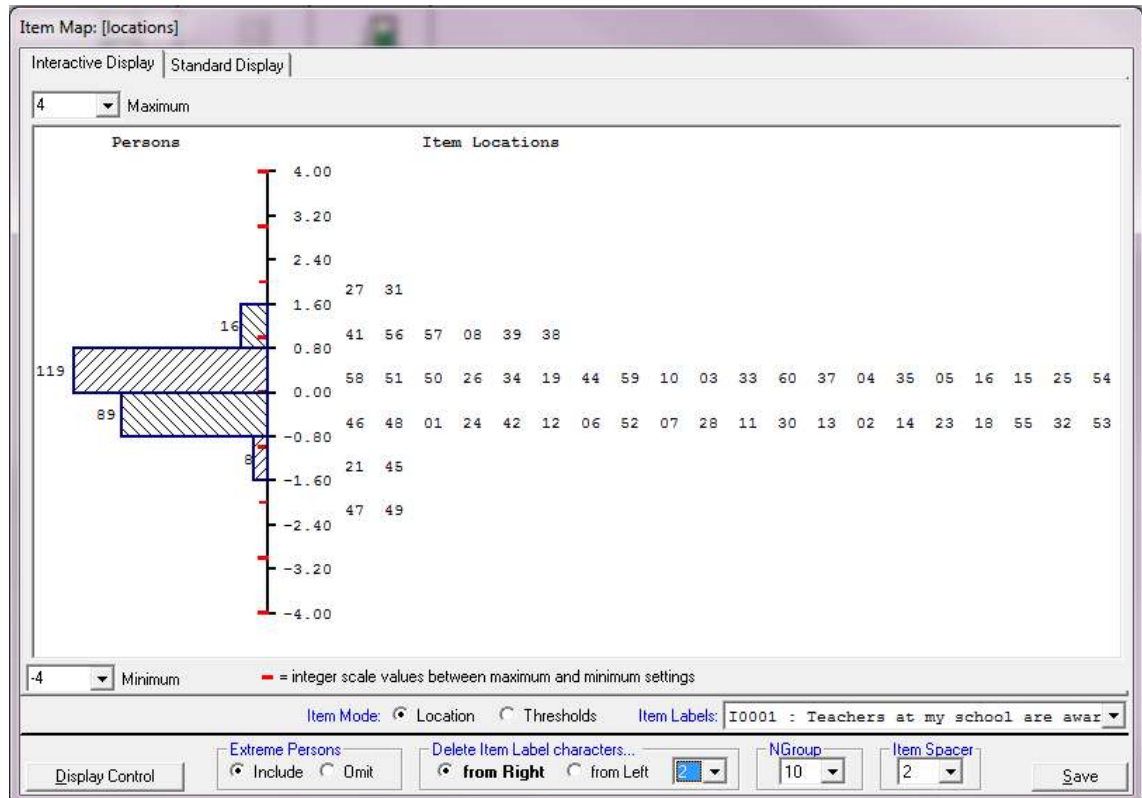 Item Map: [locations]
Interactive Display Standard Display
4 Maximum
Persons Item Locations
4.00
3.20
2.40
27 31
1.60
16
41 56 57 08 39 38
0.80
119
58 51 50 26 34 19 44 59 10 03 33 60 37 04 35 05 16 15 25 54
0.00
89
46 48 01 24 42 12 06 52 07 28 11 30 13 02 14 23 18 55 32 53
-0.80
8
21 45
-1.60
47 49
-2.40
-3.20
-4.00
-4 Minimum = integer scale values between maximum and minimum settings
Item Mode: Location Thresholds Item Labels: I0001 : Teachers at my school are awar
Extreme Persons Delete Item Label characters... NGroup Item Spacer
Display Control Include Omit from Right from Left 2 10 2 Save